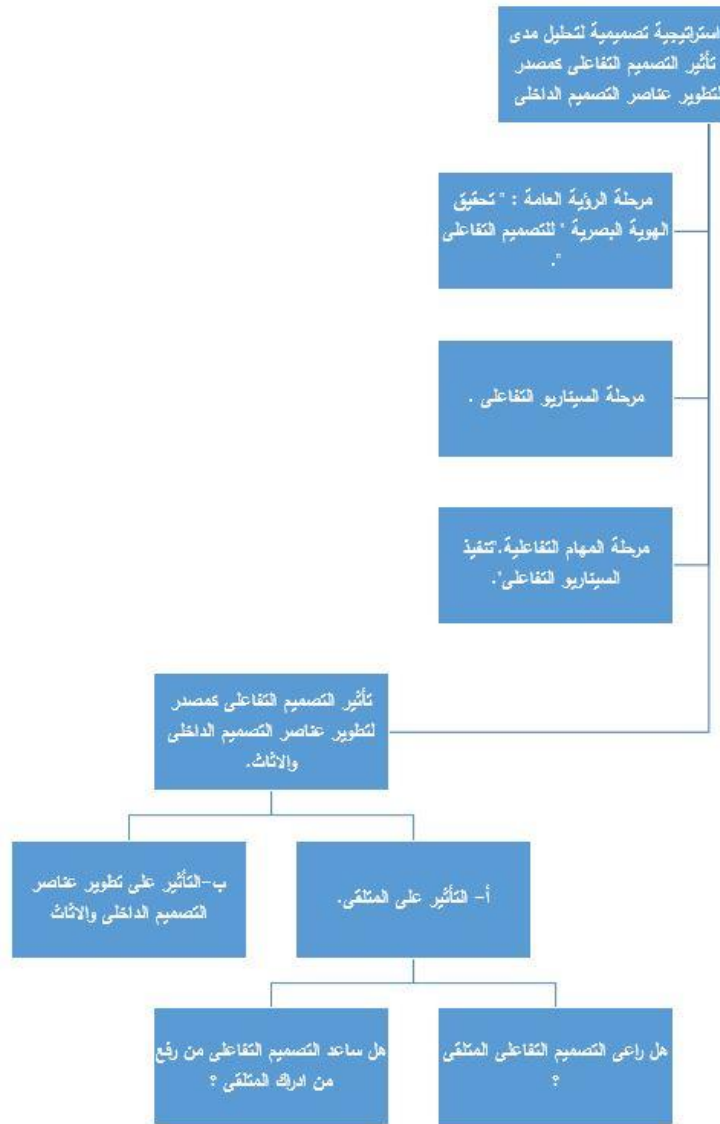 استراتيجية تصميمية لتحليل مدى
تأثير التصميم التفاعلى كمصدر
لتطوير عناصر التصميم الداخلى
مرحلة الرؤية العامة : " تحقيق
الهوية البصرية " للتصميم التفاعلى
".
مرحلة السيناريو التفاعلى .
مرحلة المهام التفاعلية."تنفيذ
السيناريو التفاعلى".
تأثير التصميم التفاعلى كمصدر
لتطوير عناصر التصميم الداخلى
والاثاث.
أ- التأثير على المتلقى.
ب-التأثير على تطوير عناصر
التصميم الداخلى والاثاث
هل راعى التصميم التفاعلى المتلقى
؟
هل ساعد التصميم التفاعلى من رفع
من ادراك المتلقى ؟